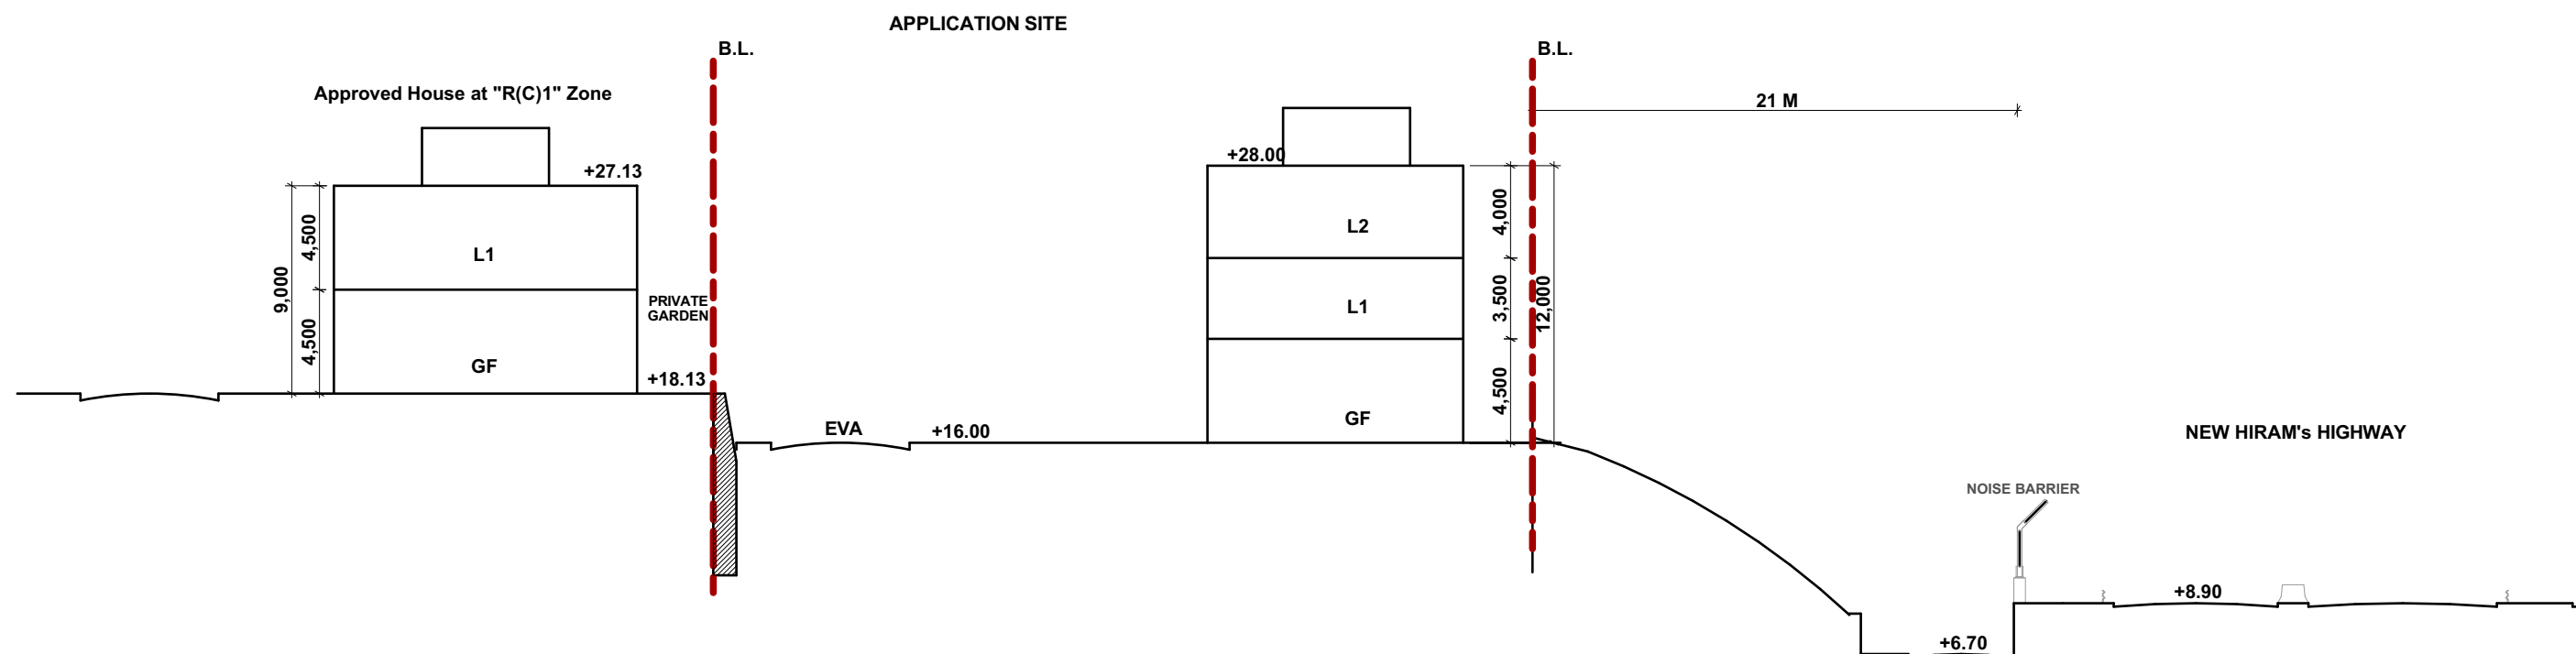 APPLICATION SITE
B.L.
B.L.
Approved House at "R(C)1" Zone
21 M
+27.13
+28.00
4,500
L1
9,000
4,500
GF
PRIVATE
GARDEN
+18.13
L2
4,000
L1
3,500
12,000
4,500
GF
EVA
+16.00
NEW HIRAM's HIGHWAY
NOISE BARRIER
+8.90
+6.70